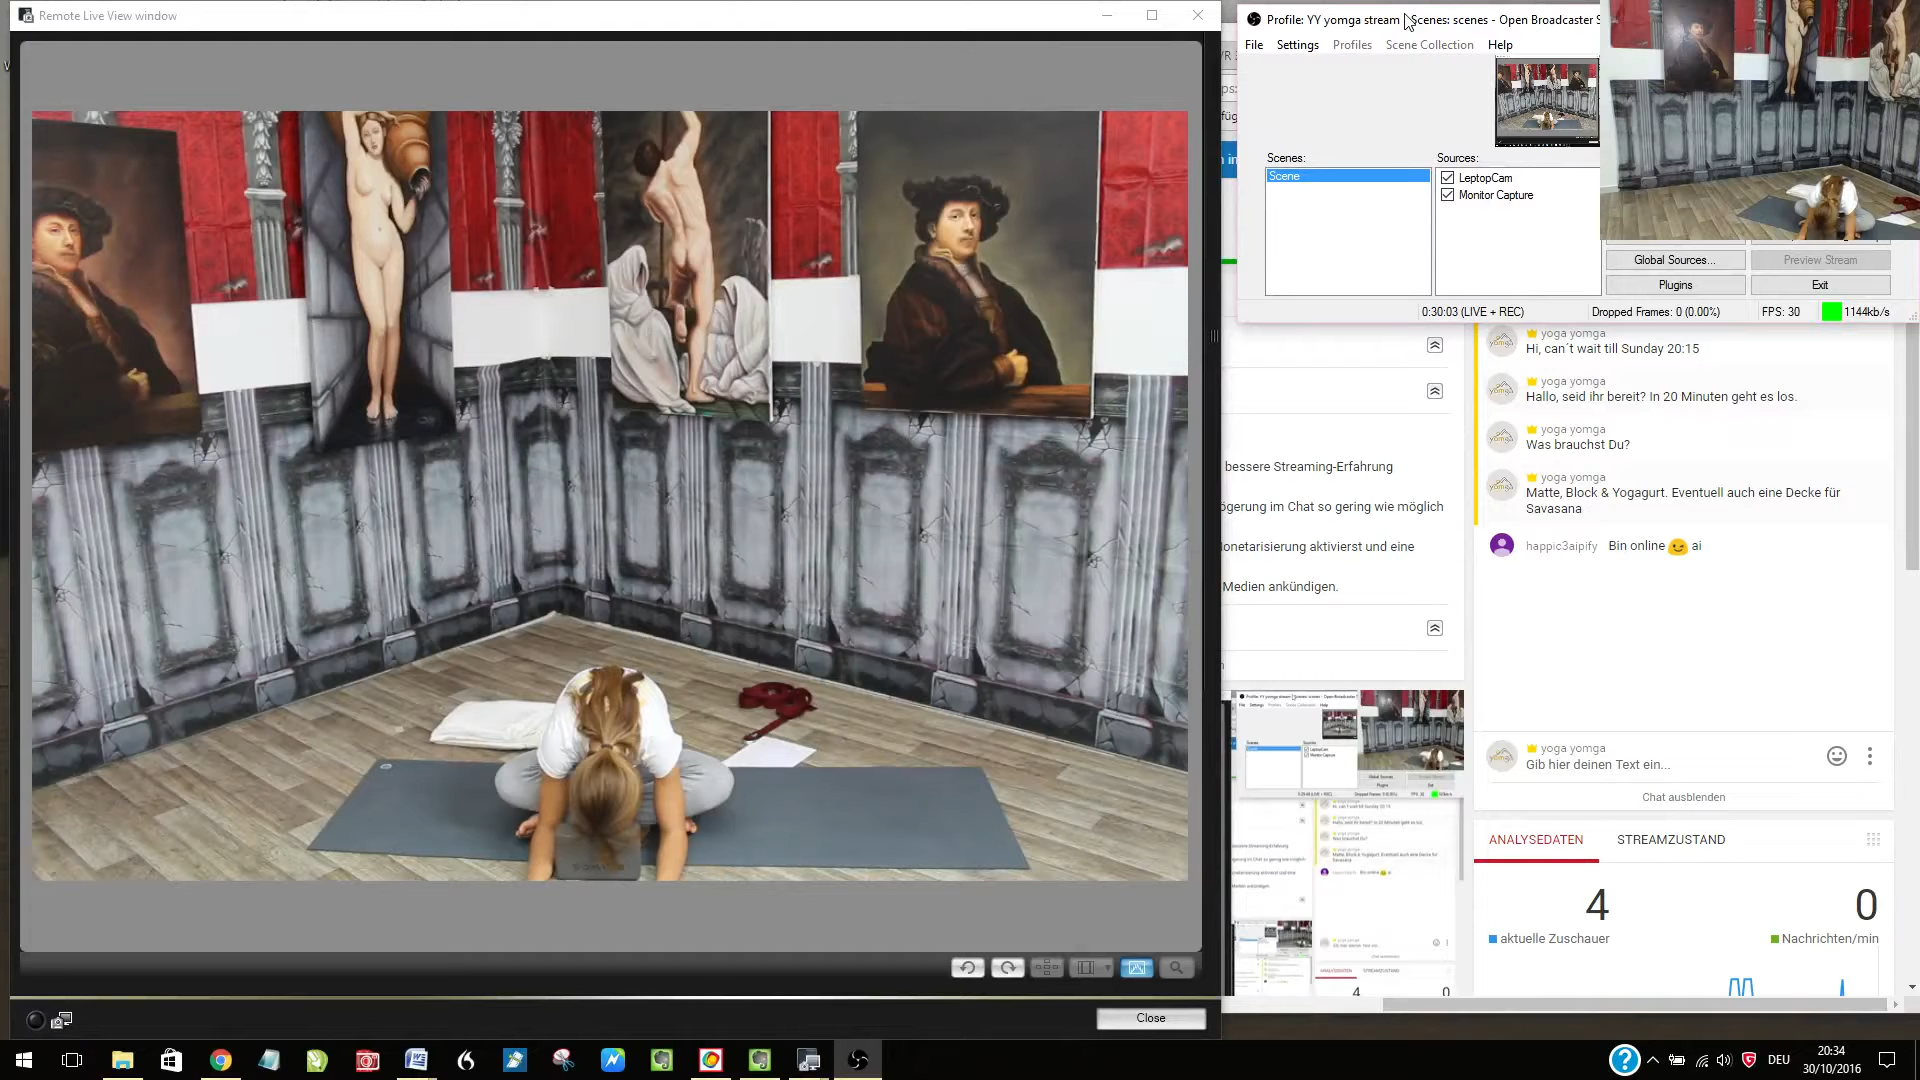 Remote Live View window
Close
Profile: YY yomga stream
Scenes: scenes - Open Broadcaster S
File Settings Profiles Scene Collection Help
Scenes:
Scene
Sources:
LeptopCam
Monitor Capture
Global Sources...
Preview Stream
Plugins
Exit
0:30:03 (LIVE + REC)
Dropped Frames: 0 (0.00%)
FPS: 30
1144kb/s
bessere Streaming-Erfahrung
ögerung im Chat so gering wie möglich
onetarisierung aktivierst und eine
Medien ankündigen.
yoga yomga
Hi, can´t wait till Sunday 20:15
yoga yomga
Hallo, seid ihr bereit? In 20 Minuten geht es los.
yoga yomga
Was brauchst Du?
yoga yomga
Matte, Block & Yogagurt. Eventuell auch eine Decke für
Savasana
happic3aipify Bin online 😉 ai
yoga yomga
Gib hier deinen Text ein...
Chat ausblenden
ANALYSEDATEN STREAMZUSTAND
4
aktuelle Zuschauer
0
Nachrichten/min
DEU
20:34
30/10/2016